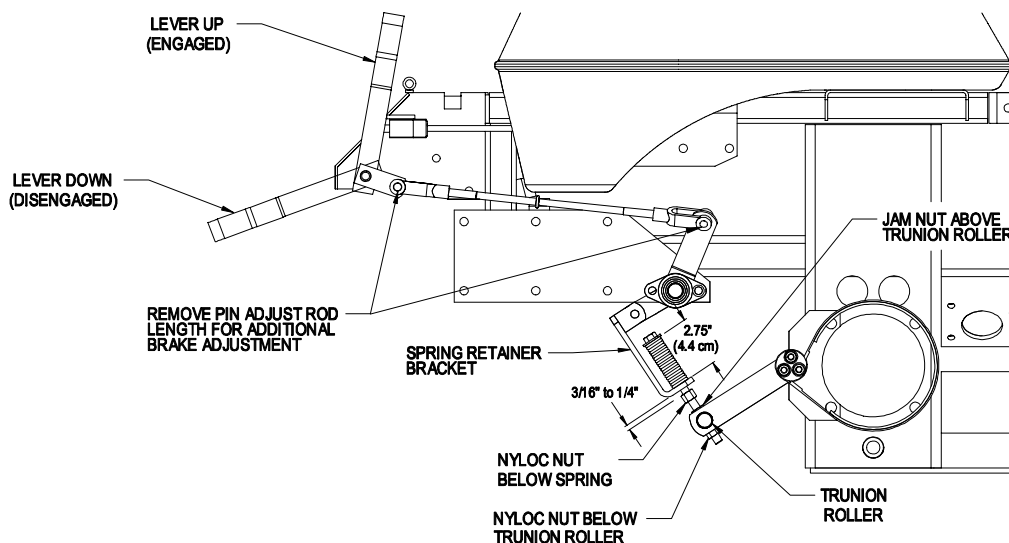 LEVER UP
(ENGAGED)
LEVER DOWN
(DISENGAGED)
JAM NUT ABOVE
TRUNION ROLLER
REMOVE PIN ADJUST ROD
LENGTH FOR ADDITIONAL
BRAKE ADJUSTMENT
2.75"
(4.4 cm)
SPRING RETAINER
BRACKET
3/16" to 1/4"
NYLOC NUT
BELOW SPRING
TRUNION
ROLLER
NYLOC NUT BELOW
TRUNION ROLLER